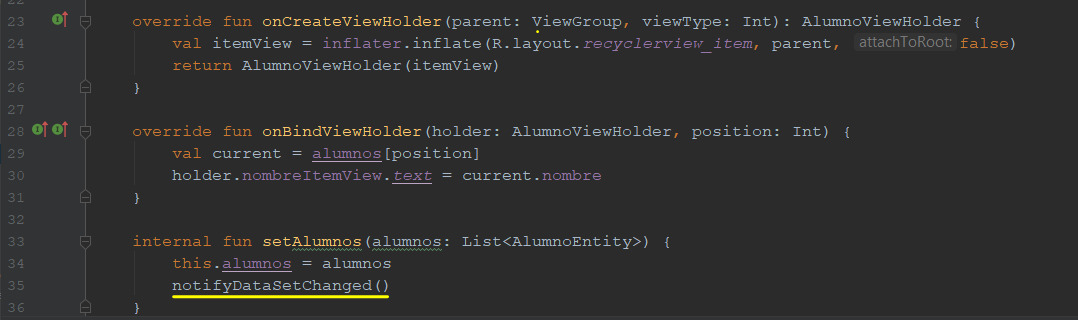 22
23 override fun onCreateViewHolder(parent: ViewGroup, viewType: Int): AlumnoViewHolder {
24 val itemView = inflater.inflate(R.layout.recyclerview_item, parent, attachToRoot: false)
25 return AlumnoViewHolder(itemView)
26 }
27
28 override fun onBindViewHolder(holder: AlumnoViewHolder, position: Int) {
29 val current = alumnos[position]
30 holder.nombreItemView.text = current.nombre
31 }
32
33 internal fun setAlumnos(alumnos: List<AlumnoEntity>) {
34 this.alumnos = alumnos
35 notifyDataSetChanged()
36 }